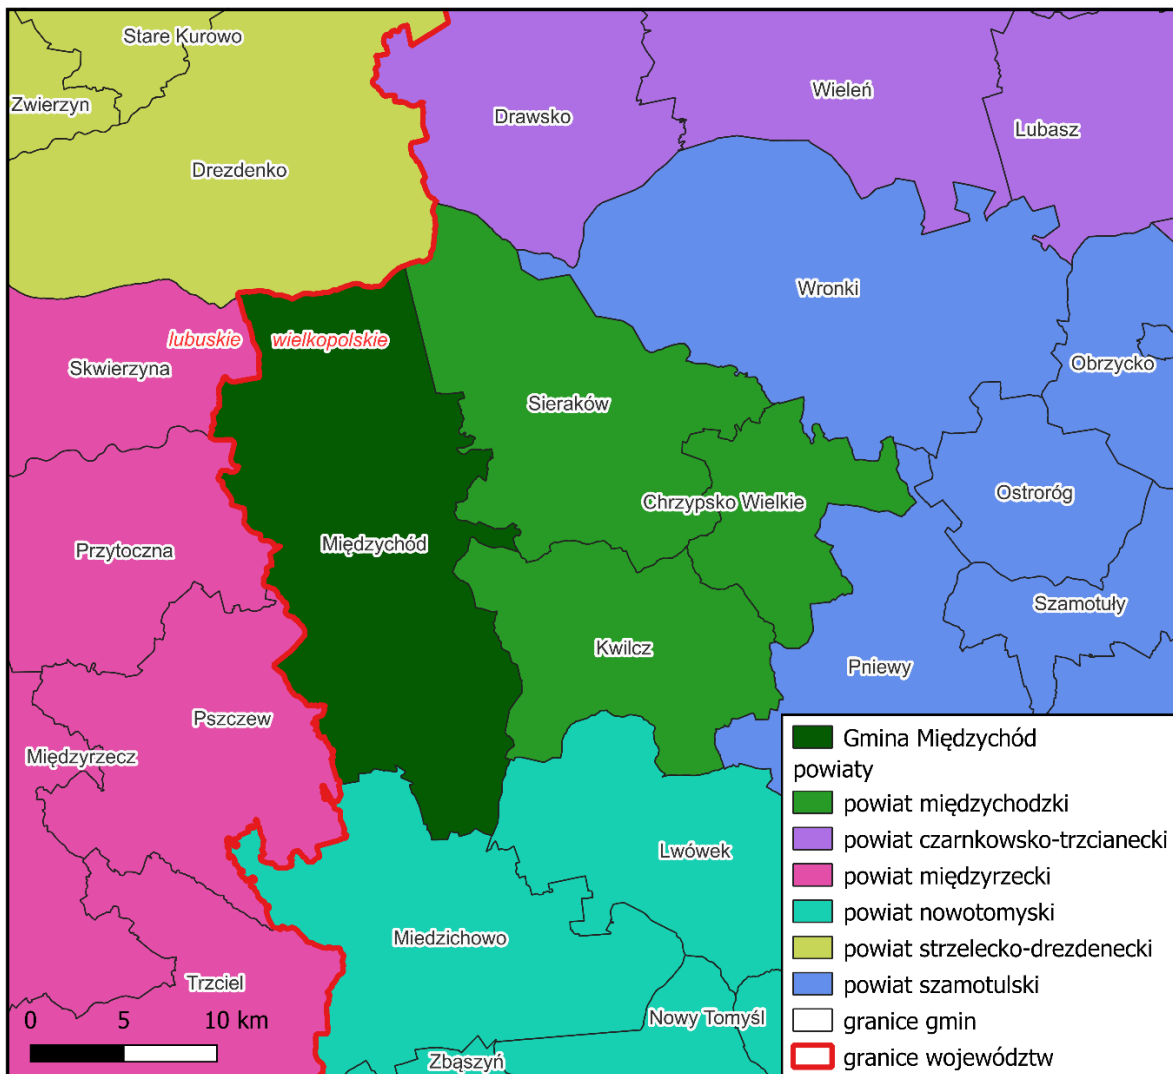 Stare Kurowo
Zwierzyn
Drezdenko
Drawsko
Wieleń
Lubasz
Wronki
lubuskie
wielkopolskie
Skwierzyna
Obrzycko
Sieraków
Chrzypsko Wielkie
Ostroróg
Przytoczna
Międzychód
Szamotuły
Kwilcz
Pniewy
Pszczew
Międzyrzecz
Lwówek
Miedzichowo
Trzciel
Nowy Tomyśl
Zbąszyń
0 5 10 km
Gmina Międzychód
powiaty
powiat międzychodzki
powiat czarnkowsko-trzcianecki
powiat międzyrzecki
powiat nowotomyski
powiat strzelecko-drezdenecki
powiat szamotulski
granice gmin
granice województw